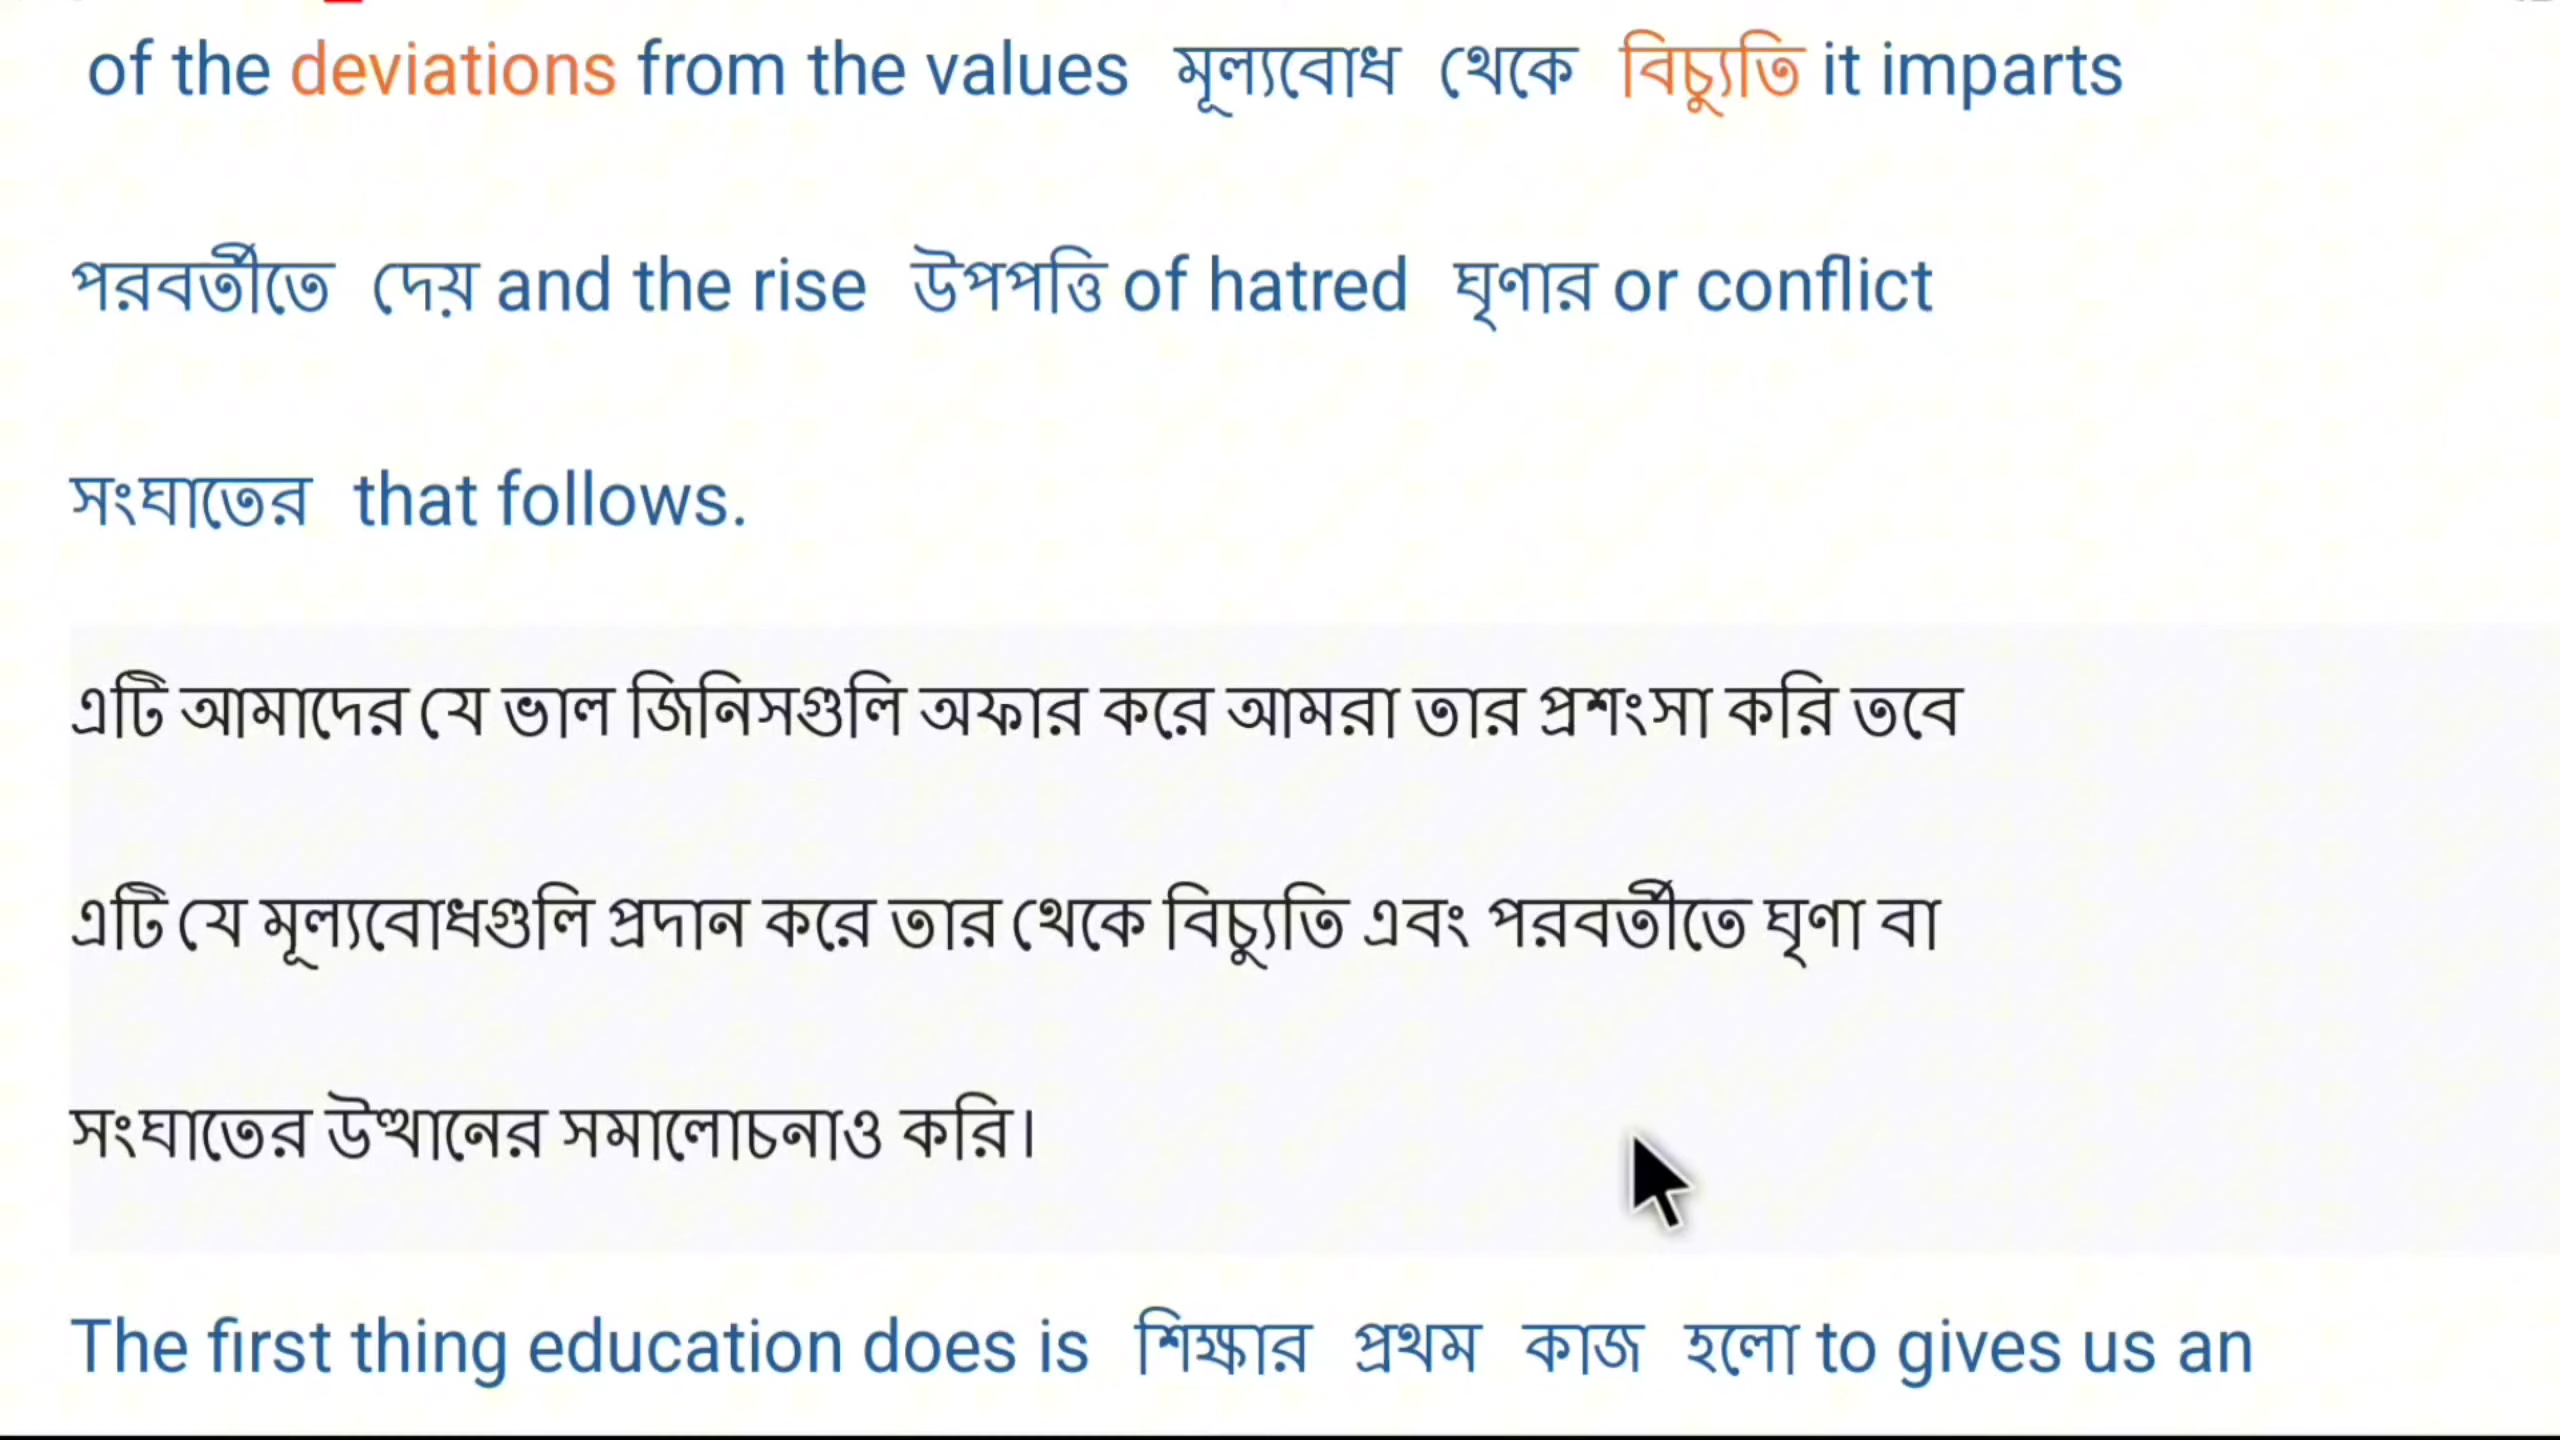 of the deviations from the values মূল্যবোধ থেকে বিচ্যুতি it imparts
পরবর্তীতে দেয় and the rise উপপত্তি of hatred ঘৃণার or conflict
সংঘাতের that follows.
এটি আমাদের যে ভাল জিনিসগুলি অফার করে আমরা তার প্রশংসা করি তবে
এটি যে মূল্যবোধগুলি প্রদান করে তার থেকে বিচ্যুতি এবং পরবর্তীতে ঘৃণা বা
সংঘাতের উত্থানের সমালোচনাও করি।
The first thing education does is শিক্ষার প্রথম কাজ হলো to gives us an